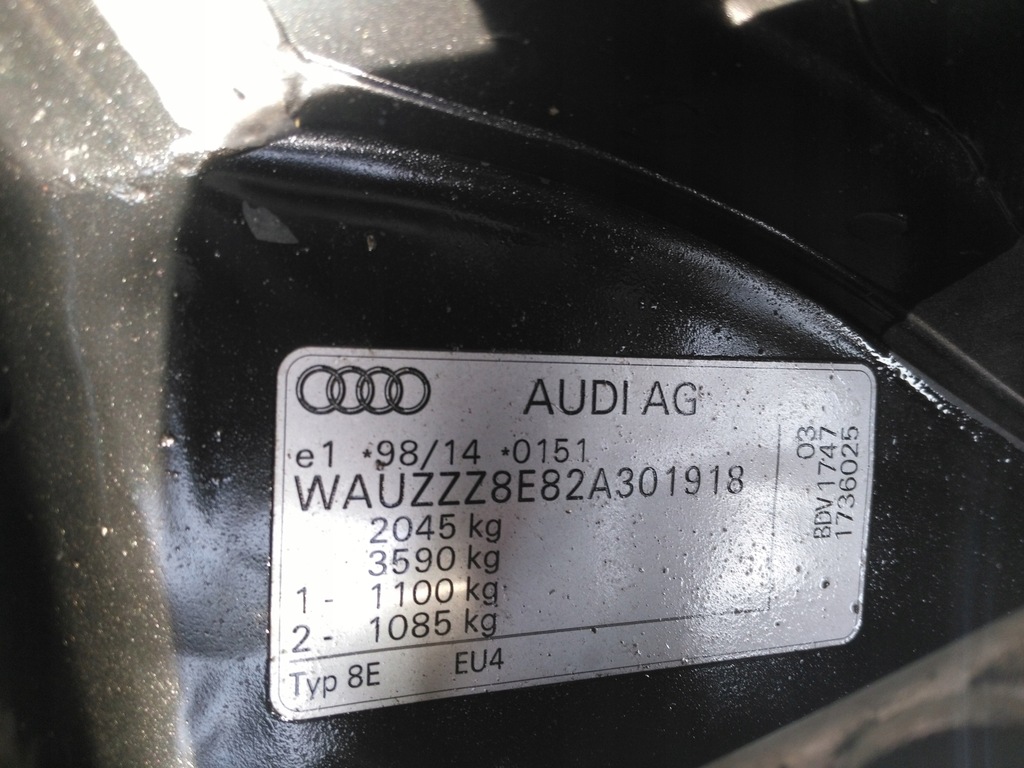 AUDI AG
e1 *98/14 *0151
WAUZZZ8E82A301918
2045 kg
3590 kg
1 - 1100 kg
2 - 1085 kg
Typ 8E EU4
03
BDV1747
1736025